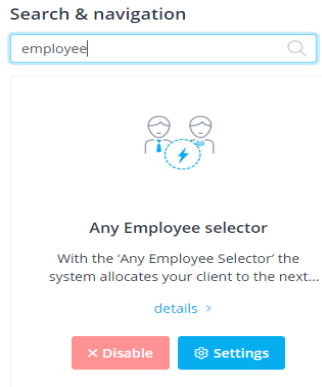 Search & navigation
employee
Any Employee selector
With the ‘Any Employee Selector’ the
system allocates your client to the next...
details >
× Disable
Settings